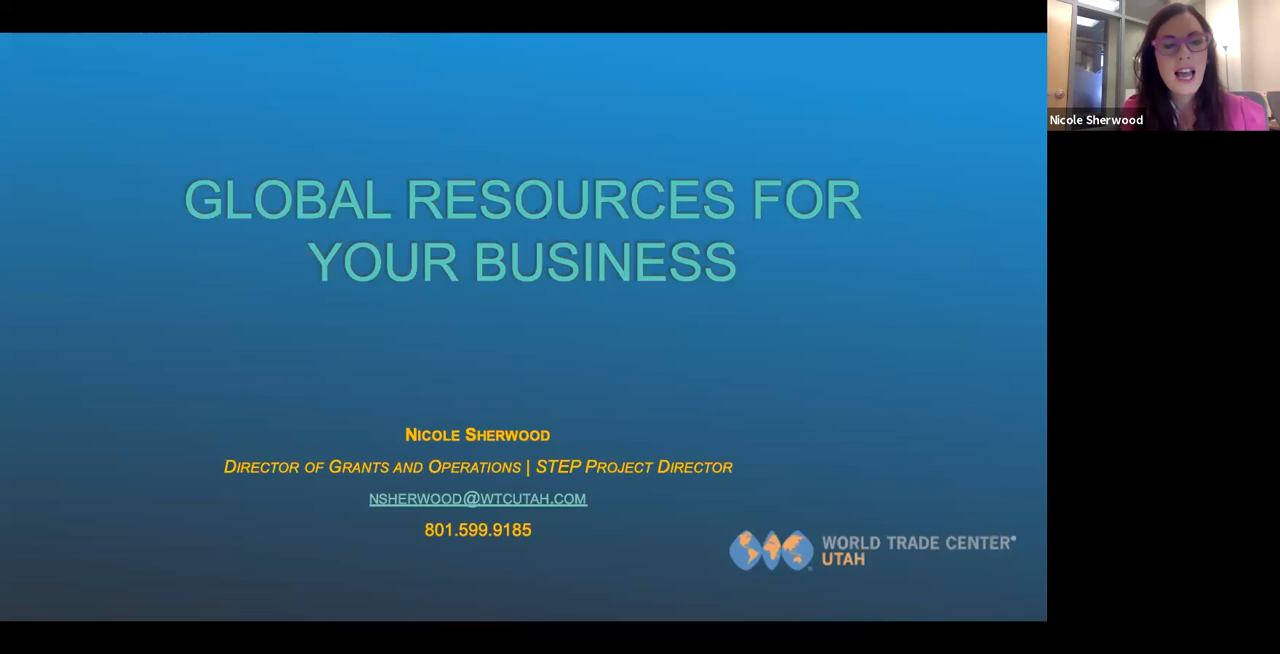 GLOBAL RESOURCES FOR
YOUR BUSINESS
NICOLE SHERWOOD
DIRECTOR OF GRANTS AND OPERATIONS | STEP PROJECT DIRECTOR
NSHERWOOD@WTCUTAH.COM
801.599.9185
WORLD TRADE CENTER®
UTAH
Nicole Sherwood